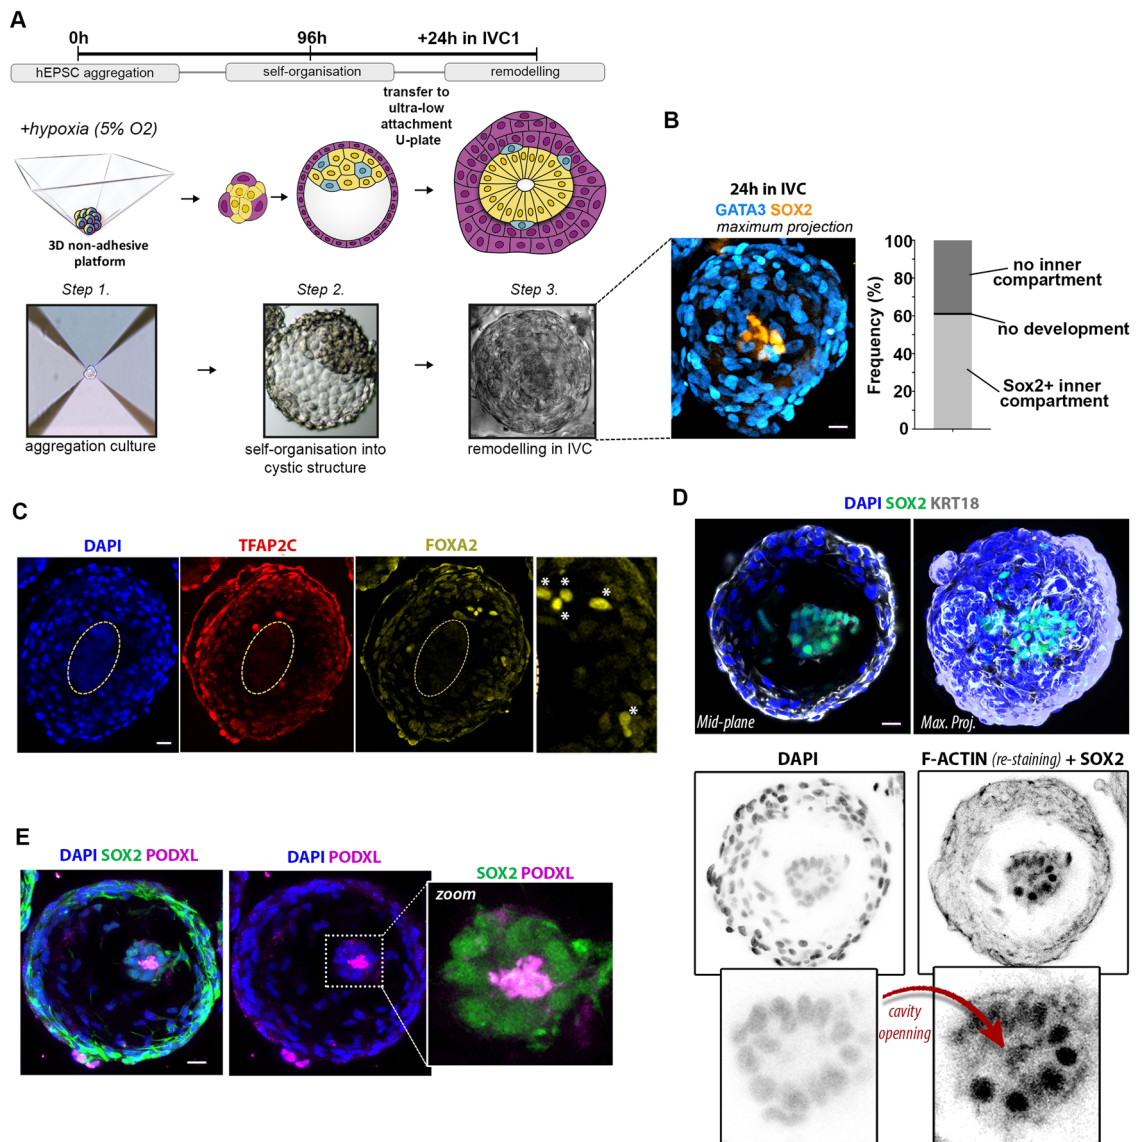 A
0h
96h
+24h in IVC1
hEPSC aggregation
self-organisation
remodelling
transfer to
ultra-low
attachment
U-plate
+hypoxia (5% O2)
3D non-adhesive
platform
Step 1.
Step 2.
Step 3.
aggregation culture
self-organisation into
cystic structure
remodelling in IVC
B
24h in IVC
GATA3 SOX2
maximum projection
Frequency (%)
100
80
60
40
20
0
no inner
compartment
no development
Sox2+ inner
compartment
C
DAPI
TFAP2C
FOXA2
* *
*
*
*
D
DAPI SOX2 KRT18
Mid-plane
Max. Proj.
DAPI
F-ACTIN (re-staining) + SOX2
cavity
openning
E
DAPI SOX2 PODXL
DAPI PODXL
SOX2 PODXL
zoom